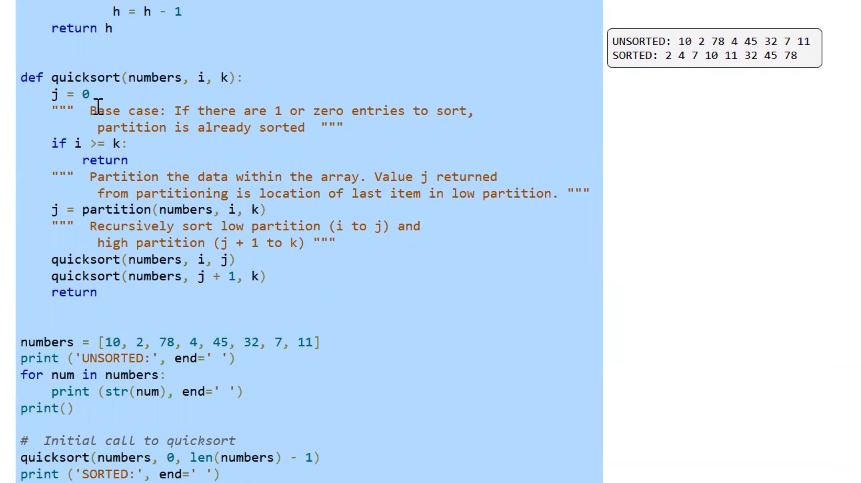 h = h - 1
return h
def quicksort(numbers, i, k):
j = 0
""" Base case: If there are 1 or zero entries to sort,
partition is already sorted """
if i >= k:
return
""" Partition the data within the array. Value j returned
from partitioning is location of last item in low partition. """
j = partition(numbers, i, k)
""" Recursively sort low partition (i to j) and
high partition (j + 1 to k) """
quicksort(numbers, i, j)
quicksort(numbers, j + 1, k)
return
numbers = [10, 2, 78, 4, 45, 32, 7, 11]
print ('UNSORTED:', end=' ')
for num in numbers:
print (str(num), end=' ')
print()
# Initial call to quicksort
quicksort(numbers, 0, len(numbers) - 1)
print ('SORTED:', end=' ')
UNSORTED: 10 2 78 4 45 32 7 11
SORTED: 2 4 7 10 11 32 45 78